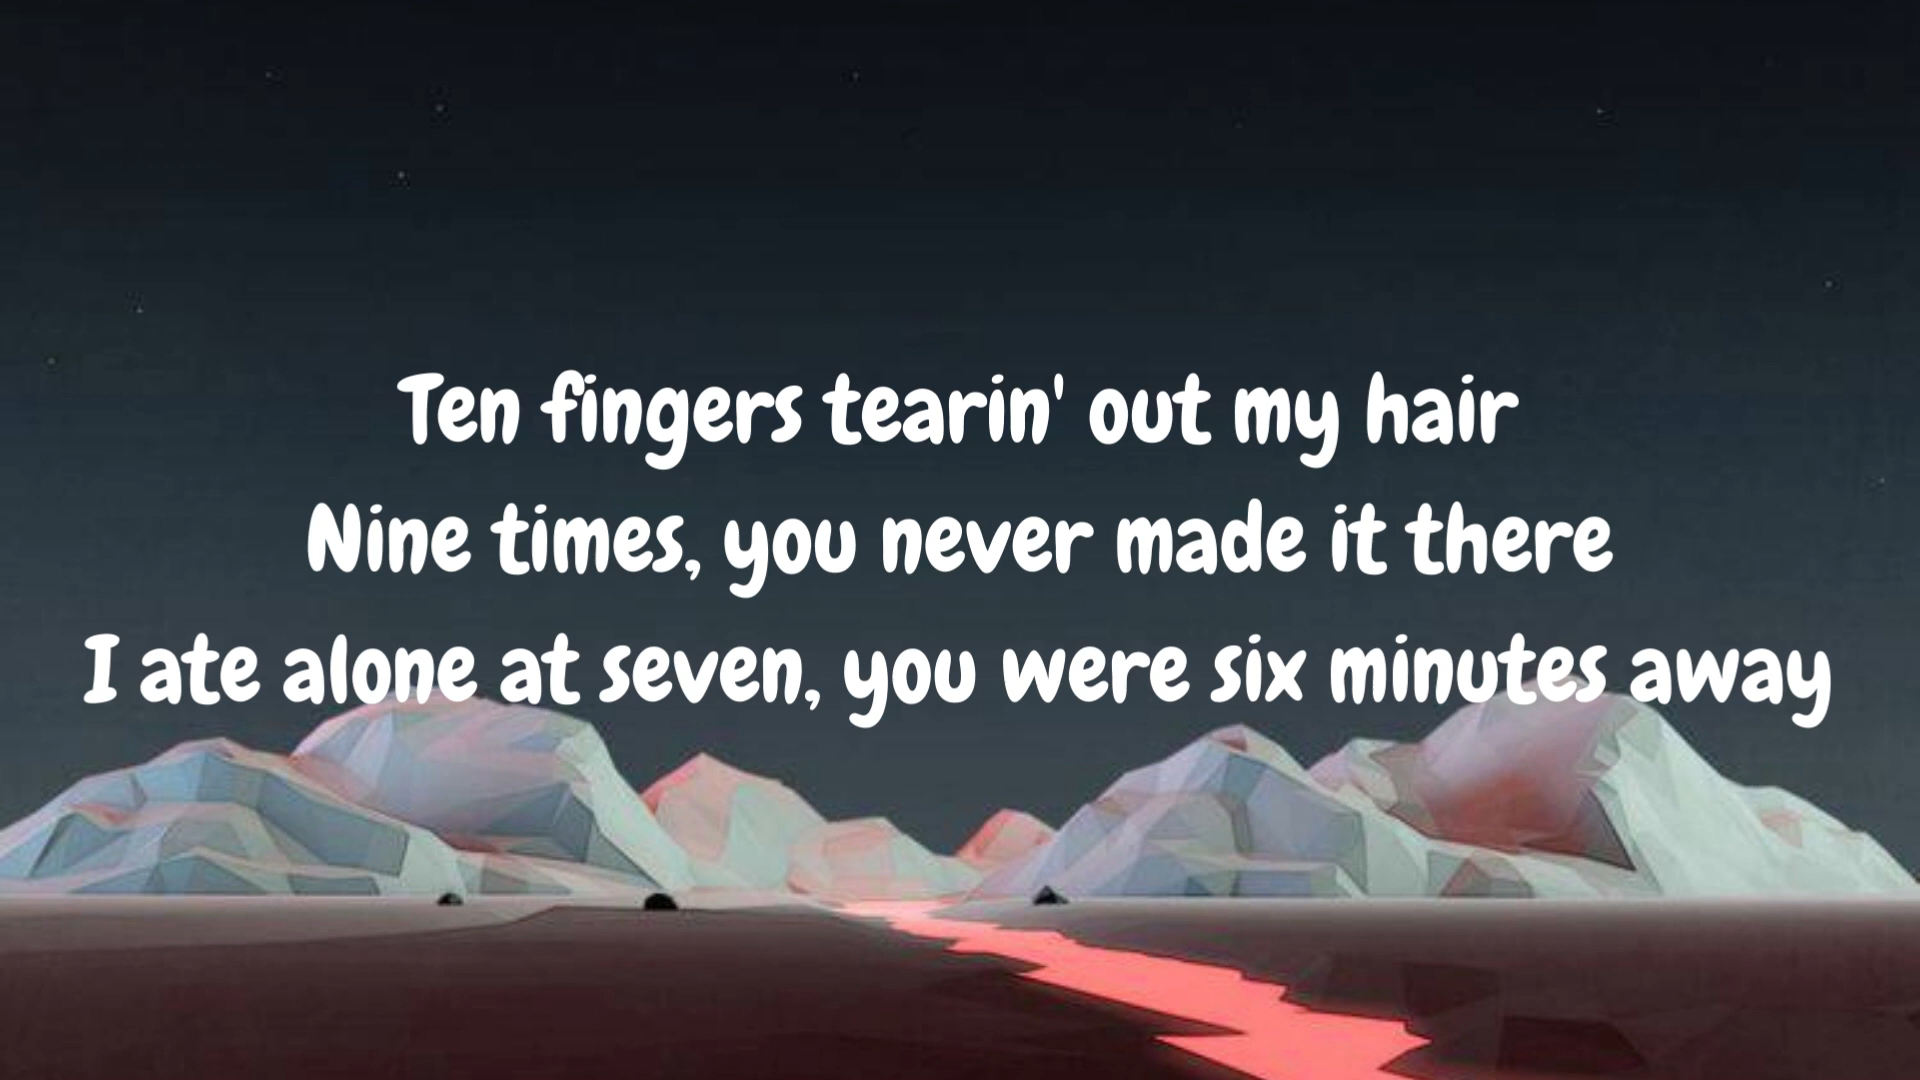 Ten fingers tearin' out my hair
Nine times, you never made it there
I ate alone at seven, you were six minutes away